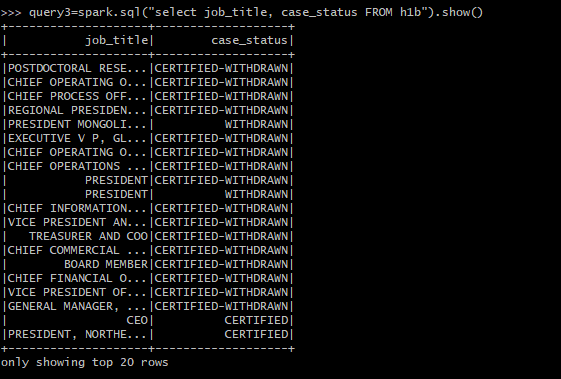 >>> query3=spark.sql("select job_title, case_status FROM h1b").show()
+--------------------+-------------------+
|           job_title|        case_status|
+--------------------+-------------------+
|POSTDOCTORAL RESE...|CERTIFIED-WITHDRAWN|
|CHIEF OPERATING O...|CERTIFIED-WITHDRAWN|
|CHIEF PROCESS OFF...|CERTIFIED-WITHDRAWN|
|REGIONAL PRESIDEN...|CERTIFIED-WITHDRAWN|
|PRESIDENT MONGOLI...|          WITHDRAWN|
|EXECUTIVE V P, GL...|CERTIFIED-WITHDRAWN|
|CHIEF OPERATING O...|CERTIFIED-WITHDRAWN|
|CHIEF OPERATIONS ...|CERTIFIED-WITHDRAWN|
|           PRESIDENT|CERTIFIED-WITHDRAWN|
|           PRESIDENT|          WITHDRAWN|
|CHIEF INFORMATION...|CERTIFIED-WITHDRAWN|
|VICE PRESIDENT AN...|CERTIFIED-WITHDRAWN|
|   TREASURER AND COO|CERTIFIED-WITHDRAWN|
|CHIEF COMMERCIAL ...|CERTIFIED-WITHDRAWN|
|        BOARD MEMBER|CERTIFIED-WITHDRAWN|
|CHIEF FINANCIAL O...|CERTIFIED-WITHDRAWN|
|VICE PRESIDENT OF...|CERTIFIED-WITHDRAWN|
|GENERAL MANAGER, ...|CERTIFIED-WITHDRAWN|
|                 CEO|          CERTIFIED|
|PRESIDENT, NORTHE...|          CERTIFIED|
+--------------------+-------------------+
only showing top 20 rows